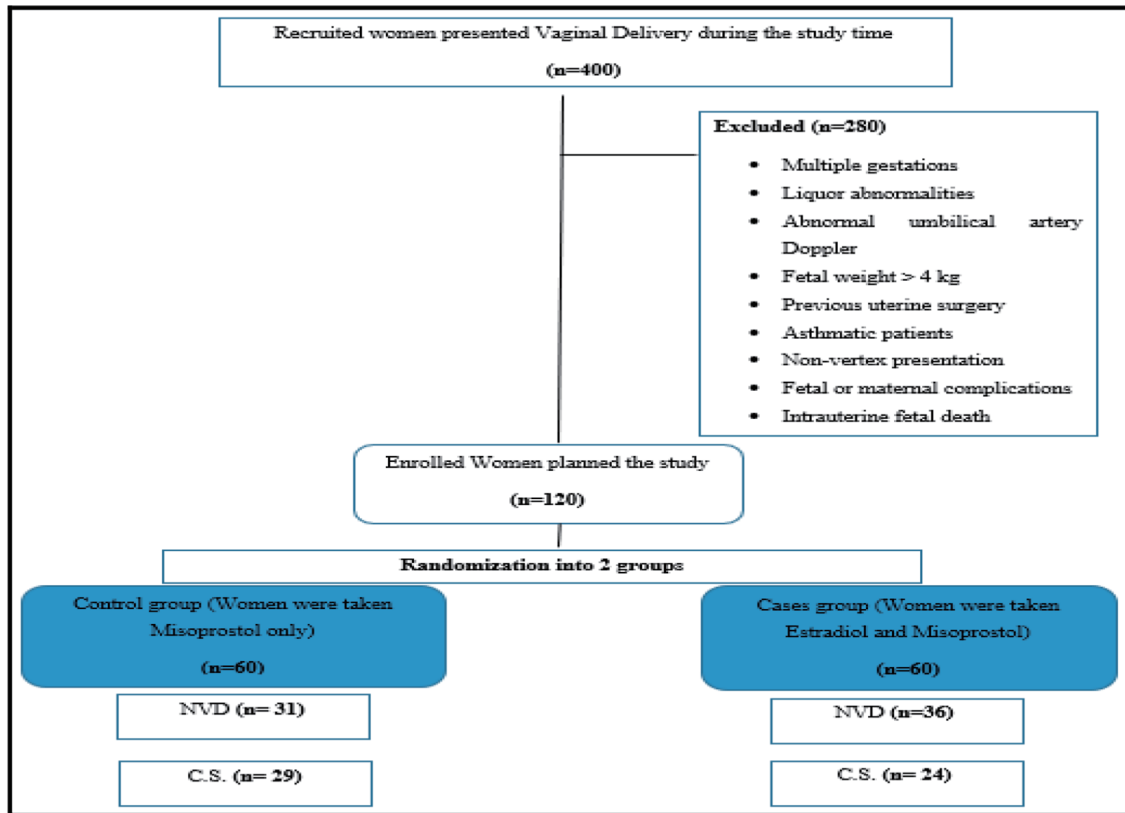 Recruited women presented Vaginal Delivery during the study time
(n=400)
Excluded (n=280)
• Multiple gestations
• Liquor abnormalities
• Abnormal umbilical artery
Doppler
• Fetal weight > 4 kg
• Previous uterine surgery
• Asthmatic patients
• Non-vertex presentation
• Fetal or maternal complications
• Intrauterine fetal death
Enrolled Women planned the study
(n=120)
Randomization into 2 groups
Control group (Women were taken
Misoprostol only)
(n=60)
Cases group (Women were taken
Estradiol and Misoprostol)
(n=60)
NVD (n= 31)
NVD (n=36)
C.S. (n= 29)
C.S. (n= 24)